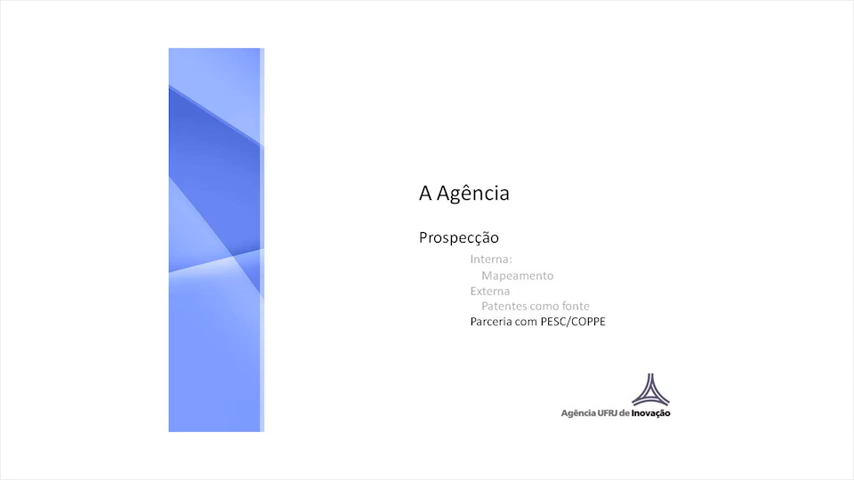 A Agência
Prospecção
Interna:
Mapeamento
Externa
Patentes como fonte
Parceria com PESC/COPPE
Agência UFRJ de Inovação